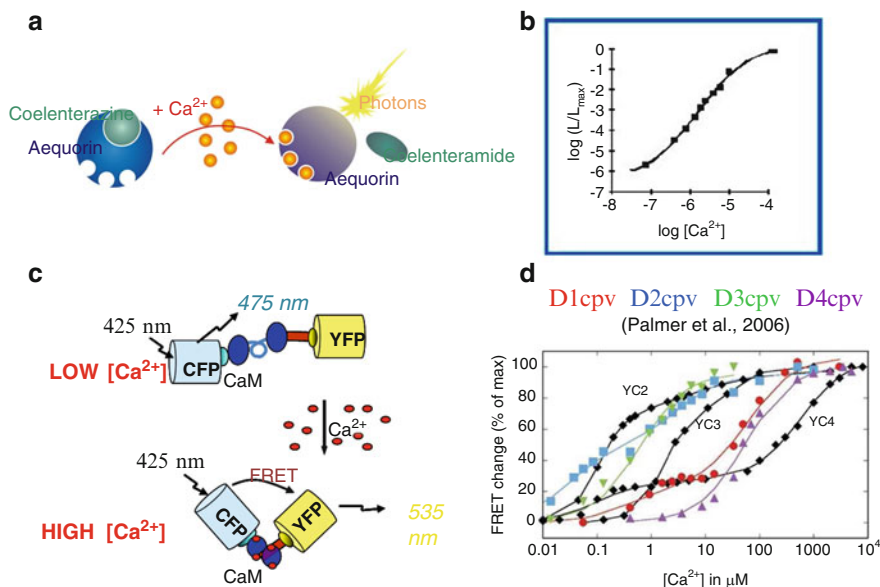 a
Coelenterazine
Aequorin
+ Ca²⁺
Photons
Coelenteramide
Aequorin
b
log (L/Lmax)
0
-1
-2
-3
-4
-5
-6
-7
-8 -7 -6 -5 -4
log [Ca²⁺]
c
425 nm
475 nm
CFP
YFP
CaM
LOW [Ca²⁺]
Ca²⁺
425 nm
FRET
CFP
YFP
HIGH [Ca²⁺]
CaM
535
nm
d
D1cpv D2cpv D3cpv D4cpv
(Palmer et al., 2006)
FRET change (% of max)
100
80
60
40
20
0
YC2
YC3
YC4
0.01 0.1 1 10 100 1000 10⁴
[Ca²⁺] in µM